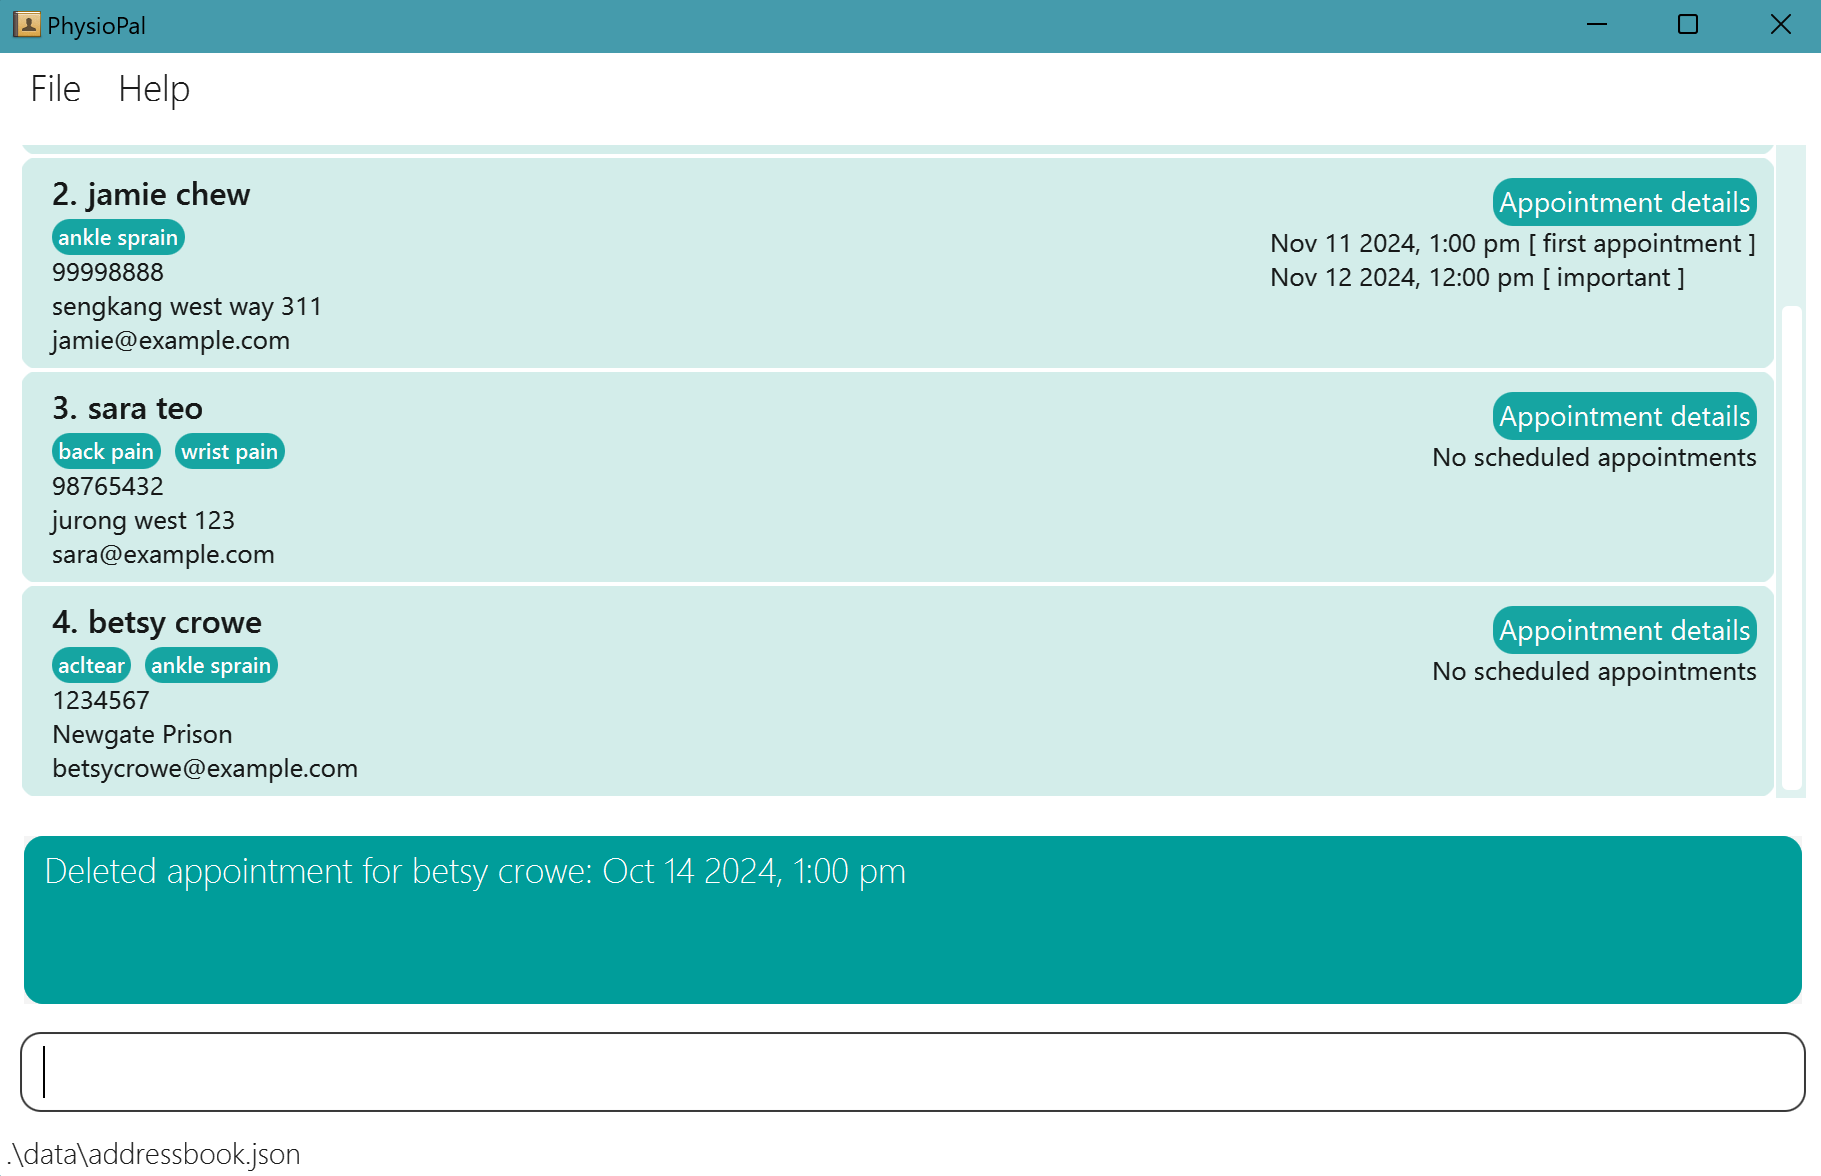 PhysioPal
File Help
2. jamie chew
ankle sprain
99998888
sengkang west way 311
jamie@example.com
Appointment details
Nov 11 2024, 1:00 pm [ first appointment ]
Nov 12 2024, 12:00 pm [ important ]
3. sara teo
back pain wrist pain
98765432
jurong west 123
sara@example.com
Appointment details
No scheduled appointments
4. betsy crowe
acltear ankle sprain
1234567
Newgate Prison
betsycrowe@example.com
Appointment details
No scheduled appointments
Deleted appointment for betsy crowe: Oct 14 2024, 1:00 pm
.\data\addressbook.json